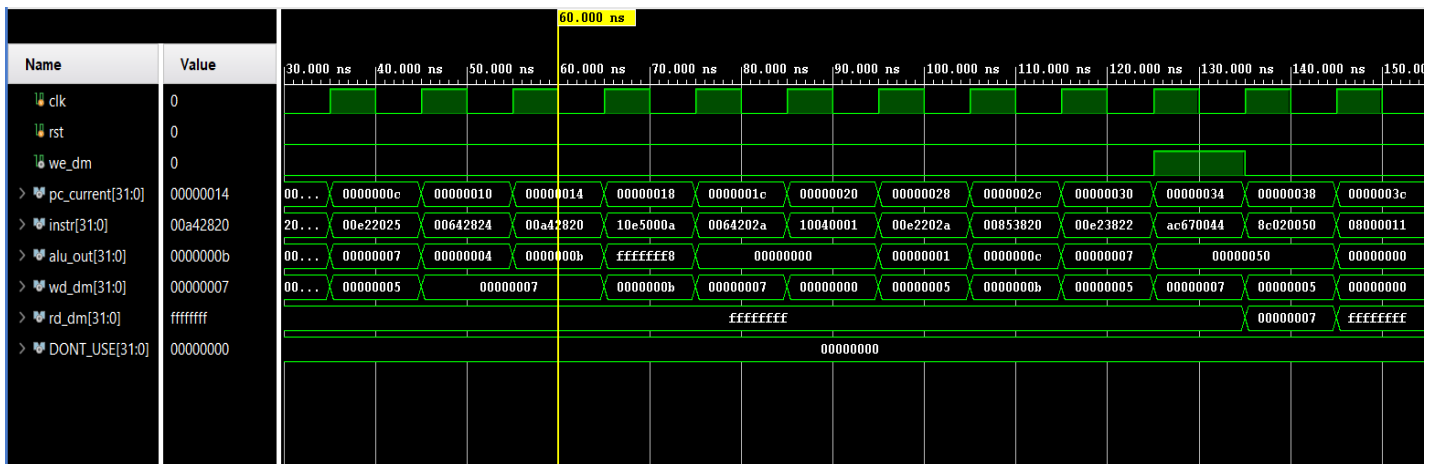 60.000 ns
Name Value 30.000 ns 40.000 ns 50.000 ns 60.000 ns 70.000 ns 80.000 ns 90.000 ns 100.000 ns 110.000 ns 120.000 ns 130.000 ns 140.000 ns 150.00
clk 0
rst 0
we_dm 0
pc_current[31:0] 00000014 00... 0000000c 00000010 00000014 00000018 0000001c 00000020 00000028 0000002c 00000030 00000034 00000038 0000003c
instr[31:0] 00a42820 20... 00e22025 00642824 00a42820 10e5000a 0064202a 10040001 00e2202a 00853820 00e23822 ac670044 8c020050 08000011
alu_out[31:0] 0000000b 00... 00000007 00000004 0000000b fffffff8 00000000 00000001 0000000c 00000007 00000050 00000000
wd_dm[31:0] 00000007 00... 00000005 00000007 0000000b 00000007 00000000 00000005 0000000b 00000005 00000007 00000005 00000000
rd_dm[31:0] ffffffff ffffffff 00000007 ffffffff
DONT_USE[31:0] 00000000 00000000